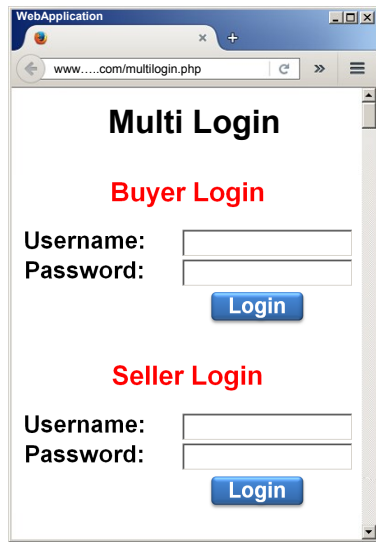 WebApplication
www.....com/multilogin.php
Multi Login
Buyer Login
Username:
Password:
Login
Seller Login
Username:
Password:
Login